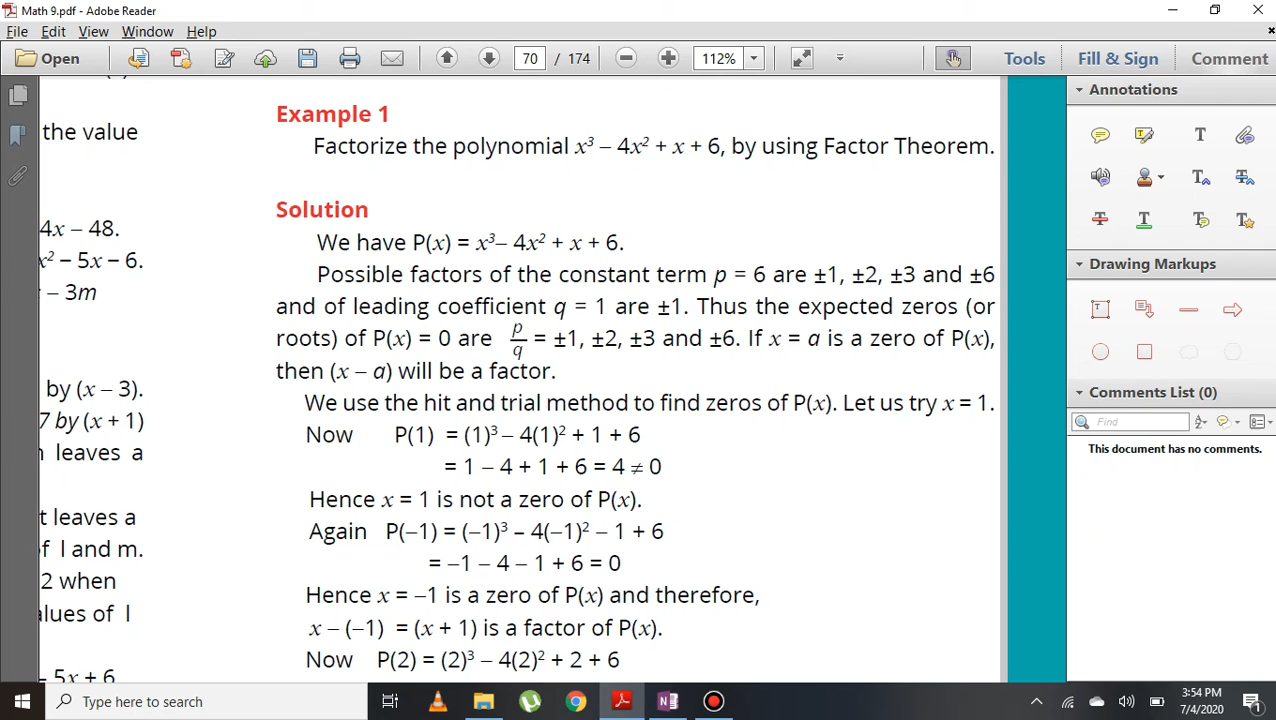 Math 9.pdf - Adobe Reader
File Edit View Window Help
Open 70 / 174 112% Tools Fill & Sign Comment
the value
4x – 48.
x² – 5x – 6.
– 3m
by (x – 3).
7 by (x + 1)
leaves a
t leaves a
of l and m.
2 when
alues of l
– 5x + 6
Example 1
Factorize the polynomial x³ – 4x² + x + 6, by using Factor Theorem.
Solution
We have P(x) = x³– 4x² + x + 6.
Possible factors of the constant term p = 6 are ±1, ±2, ±3 and ±6
and of leading coefficient q = 1 are ±1. Thus the expected zeros (or
roots) of P(x) = 0 are p/q = ±1, ±2, ±3 and ±6. If x = a is a zero of P(x),
then (x – a) will be a factor.
We use the hit and trial method to find zeros of P(x). Let us try x = 1.
Now P(1) = (1)³ – 4(1)² + 1 + 6
= 1 – 4 + 1 + 6 = 4 ≠ 0
Hence x = 1 is not a zero of P(x).
Again P(–1) = (–1)³ – 4(–1)² – 1 + 6
= –1 – 4 – 1 + 6 = 0
Hence x = –1 is a zero of P(x) and therefore,
x – (–1) = (x + 1) is a factor of P(x).
Now P(2) = (2)³ – 4(2)² + 2 + 6
Annotations
Drawing Markups
Comments List (0)
Find
This document has no comments.
Type here to search
3:54 PM
7/4/2020
1